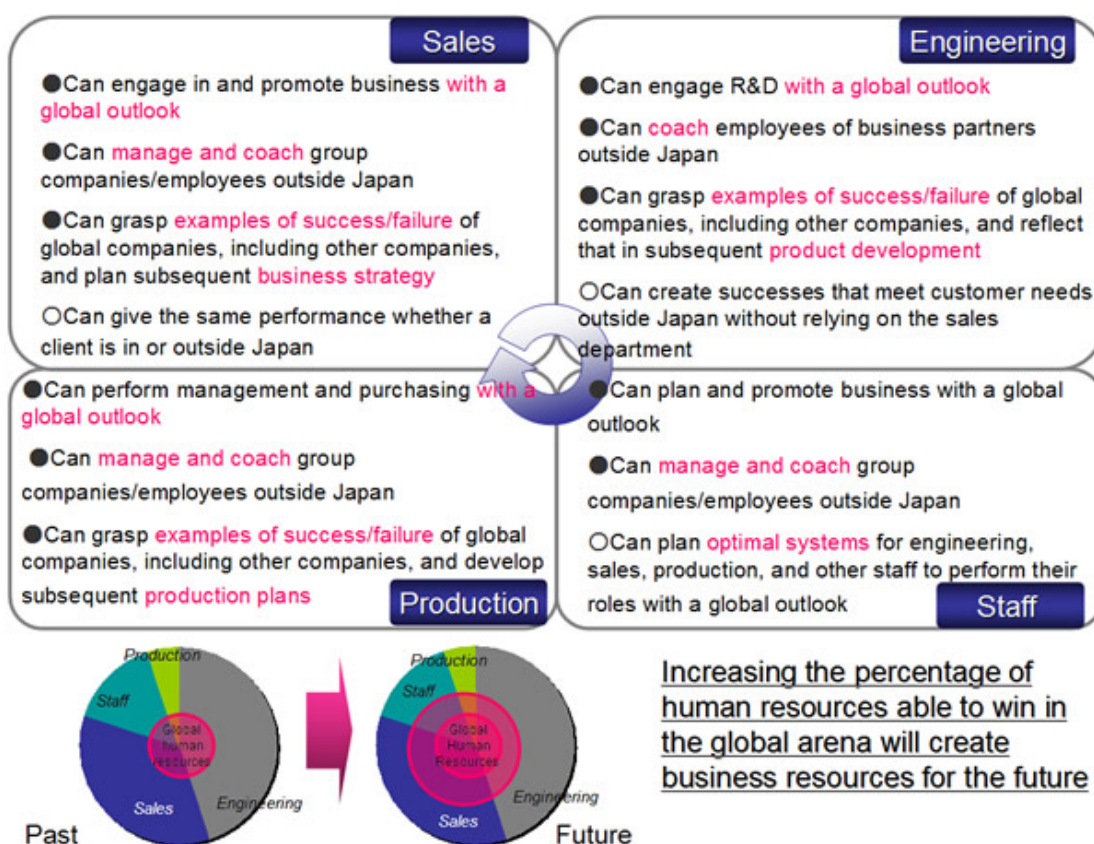 Sales
●Can engage in and promote business with a
global outlook
●Can manage and coach group
companies/employees outside Japan
●Can grasp examples of success/failure of
global companies, including other companies,
and plan subsequent business strategy
○Can give the same performance whether a
client is in or outside Japan
Engineering
●Can engage R&D with a global outlook
●Can coach employees of business partners
outside Japan
●Can grasp examples of success/failure of global
companies, including other companies, and reflect
that in subsequent product development
○Can create successes that meet customer needs
outside Japan without relying on the sales
department
●Can perform management and purchasing with a
global outlook
●Can manage and coach group
companies/employees outside Japan
●Can grasp examples of success/failure of global
companies, including other companies, and develop
subsequent production plans
Production
●Can plan and promote business with a global
outlook
●Can manage and coach group
companies/employees outside Japan
○Can plan optimal systems for engineering,
sales, production, and other staff to perform their
roles with a global outlook
Staff
Production
Staff
Global
human
resources
Sales
Engineering
Past
Production
Staff
Global
Human
Resources
Engineering
Sales
Future
Increasing the percentage of
human resources able to win in
the global arena will create
business resources for the future